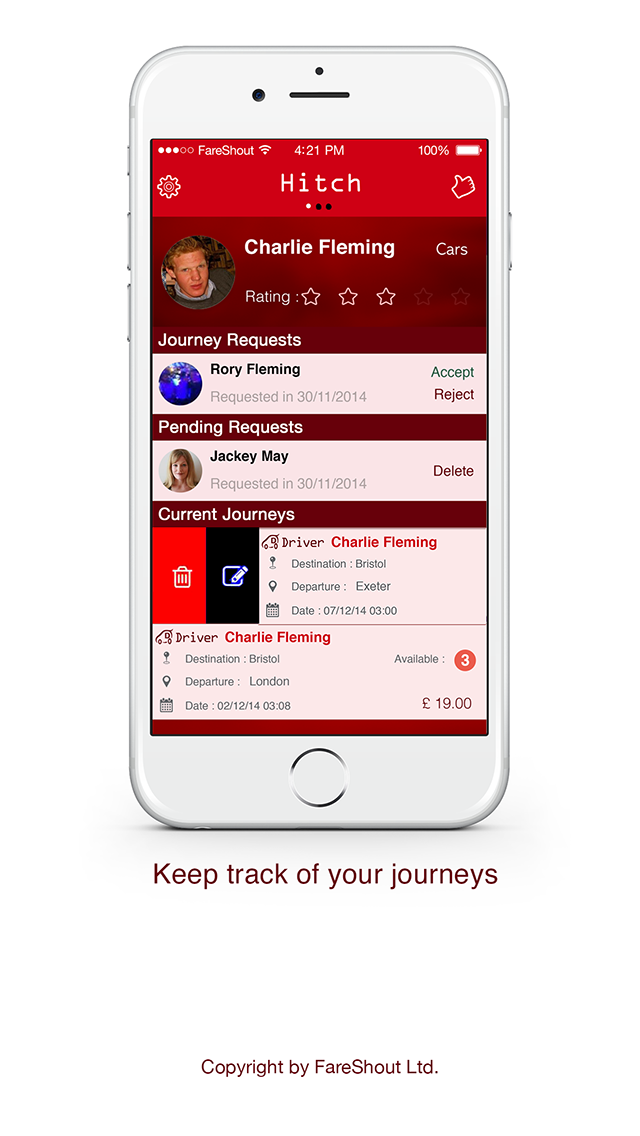 FareShout 4:21 PM 100%
Hitch
Charlie Fleming Cars
Rating :
Journey Requests
Rory Fleming Accept
Requested in 30/11/2014 Reject
Pending Requests
Jackey May
Requested in 30/11/2014 Delete
Current Journeys
Driver Charlie Fleming
Destination : Bristol
Departure : Exeter
Date : 07/12/14 03:00
Driver Charlie Fleming
Destination : Bristol Available : 3
Departure : London
Date : 02/12/14 03:08 £ 19.00
Keep track of your journeys
Copyright by FareShout Ltd.